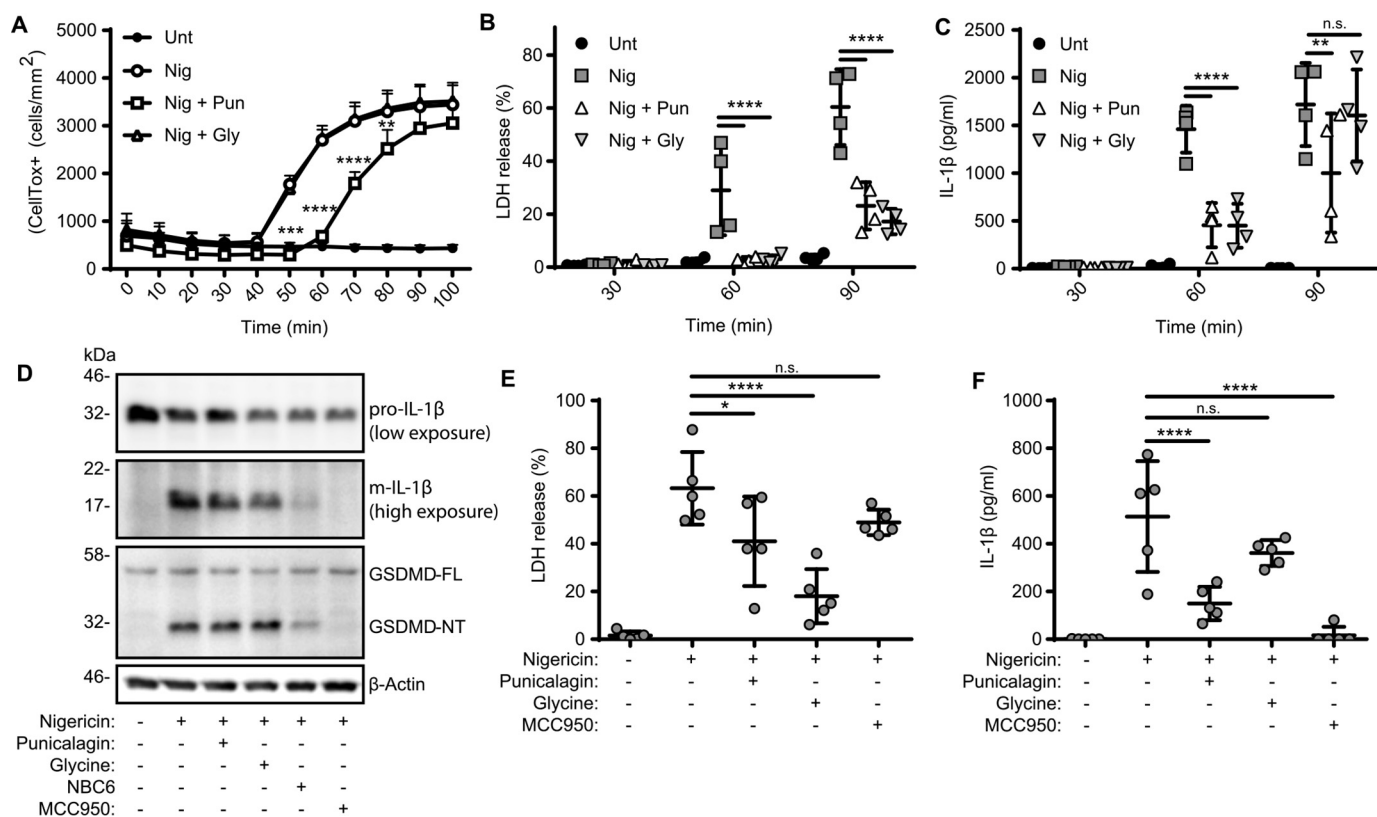 A
(CellTox+) (cells/mm²)
5000
4000
3000
2000
1000
0
Unt
Nig
Nig + Pun
Nig + Gly
***
****
****
**
0 10 20 30 40 50 60 70 80 90 100
Time (min)
B
LDH release (%)
80
60
40
20
0
Unt
Nig
Nig + Pun
Nig + Gly
****
****
30 60 90
Time (min)
C
IL-1β (pg/ml)
2500
2000
1500
1000
500
0
Unt
Nig
Nig + Pun
Nig + Gly
****
n.s.
**
30 60 90
Time (min)
D
kDa
46-
32-
pro-IL-1β
(low exposure)
22-
17-
m-IL-1β
(high exposure)
58-
GSDMD-FL
32-
GSDMD-NT
46-
β-Actin
Nigericin: - + + + + +
Punicalagin: - - + - - -
Glycine: - - - + - -
NBC6 - - - - + -
MCC950: - - - - - +
E
LDH release (%)
100
80
60
40
20
0
n.s.
****
*
Nigericin: - + + + +
Punicalagin: - - + - -
Glycine: - - - + -
MCC950: - - - - +
F
IL-1β (pg/ml)
1000
800
600
400
200
0
****
n.s.
****
Nigericin: - + + + +
Punicalagin: - - + - -
Glycine: - - - + -
MCC950: - - - - +